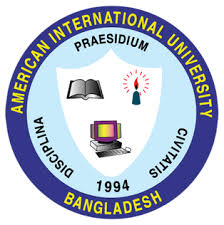 AMERICAN INTERNATIONAL UNIVERSITY
BANGLADESH
PRAESIDIUM
DISCIPLINA
CIVITATIS
1994